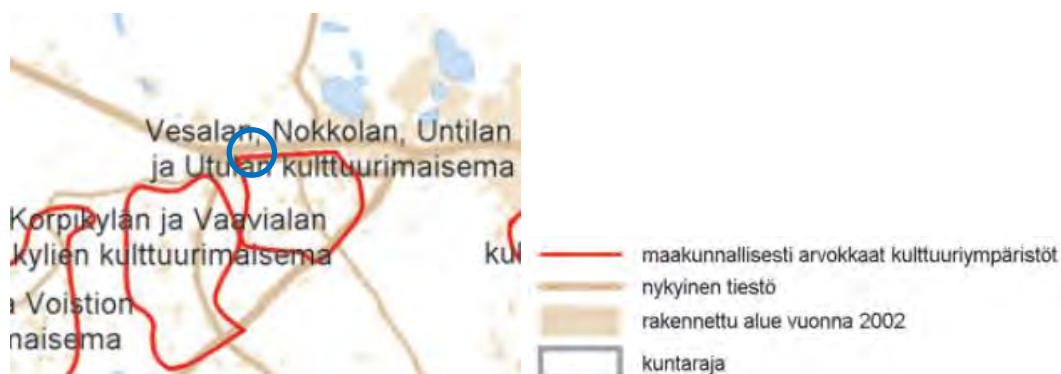 Vesalan, Nokkolan, Untilan
ja Utulan kulttuurimaisema
Korpikylän ja Vaavialan
kylien kulttuurimaisema
Voistion
maisema
maakunnallisesti arvokkaat kulttuuriympäristöt
nykyinen tiestö
rakennettu alue vuonna 2002
kuntaraja